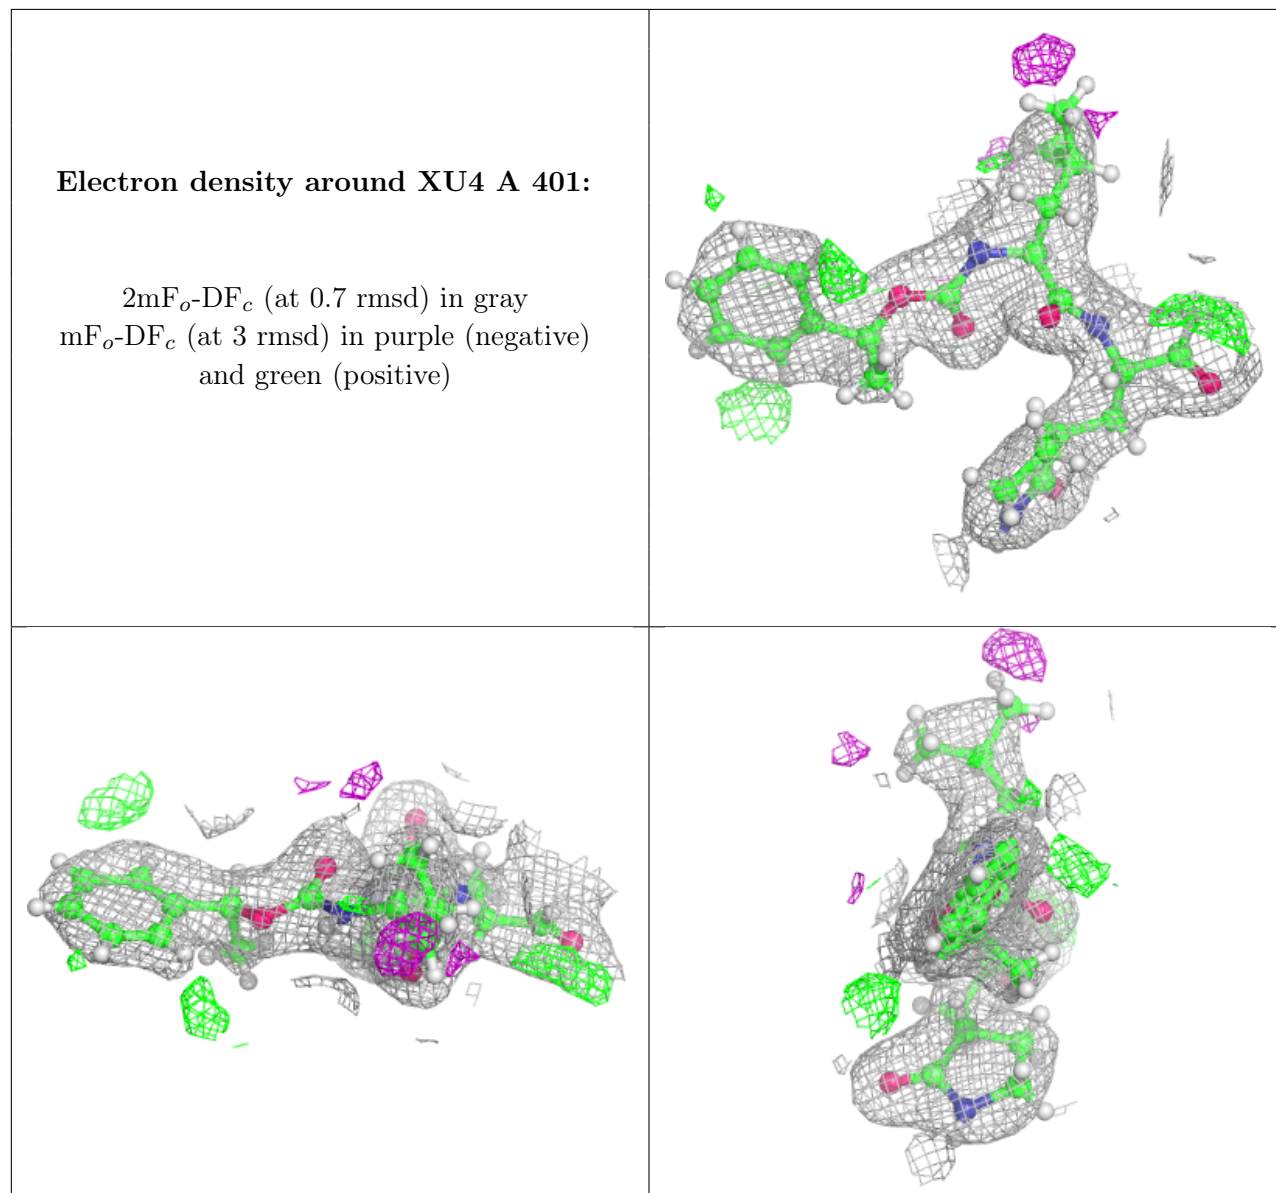 Electron density around XU4 A 401:
2mFo-DFc (at 0.7 rmsd) in gray
mFo-DFc (at 3 rmsd) in purple (negative)
and green (positive)